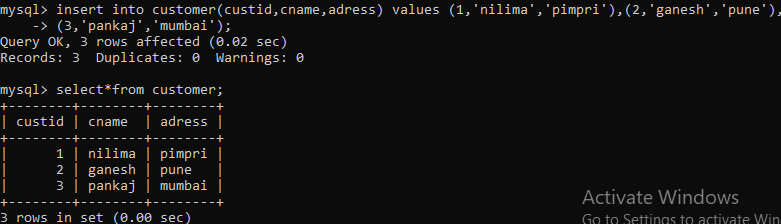 mysql> insert into customer(custid,cname,adress) values (1,'nilima','pimpri'),(2,'ganesh','pune'),
    -> (3,'pankaj','mumbai');
Query OK, 3 rows affected (0.02 sec)
Records: 3  Duplicates: 0  Warnings: 0
mysql> select*from customer;
+--------+--------+--------+
| custid | cname  | adress |
+--------+--------+--------+
|      1 | nilima | pimpri |
|      2 | ganesh | pune   |
|      3 | pankaj | mumbai |
+--------+--------+--------+
3 rows in set (0.00 sec)
Activate Windows
Go to Settings to activate Win